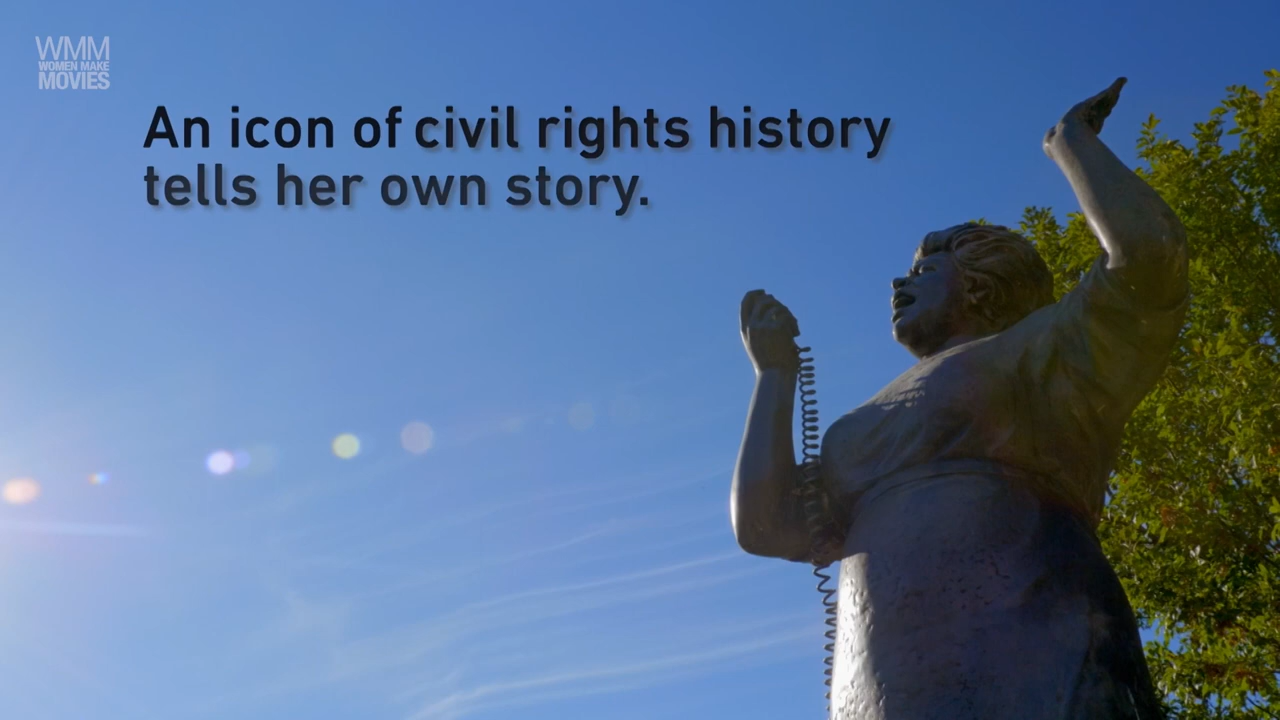 WMM
WOMEN MAKE
MOVIES
An icon of civil rights history
tells her own story.